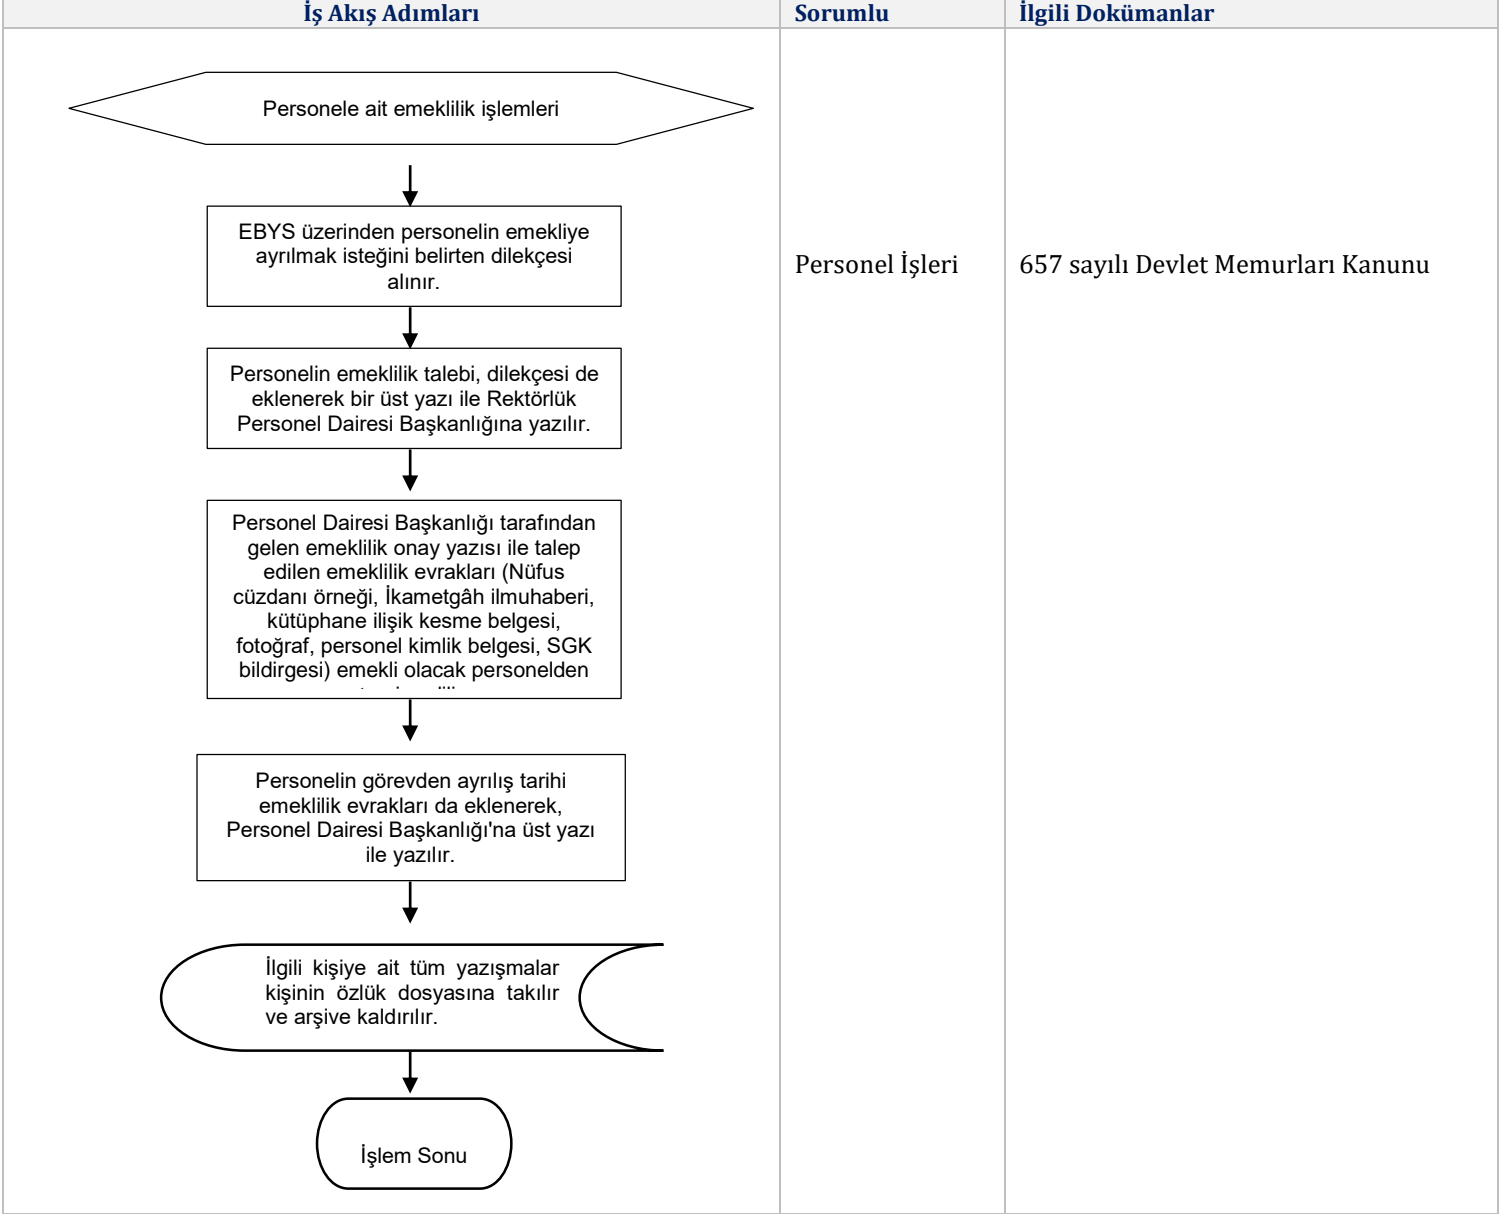 İş Akış Adımları
Sorumlu
İlgili Dokümanlar
Personele ait emeklilik işlemleri
EBYS üzerinden personelin emekliye
ayrılmak isteğini belirten dilekçesi
alınır.
Personel İşleri
657 sayılı Devlet Memurları Kanunu
Personelin emeklilik talebi, dilekçesi de
eklenerek bir üst yazı ile Rektörlük
Personel Dairesi Başkanlığına yazılır.
Personel Dairesi Başkanlığı tarafından
gelen emeklilik onay yazısı ile talep
edilen emeklilik evrakları (Nüfus
cüzdanı örneği, İkametgâh ilmuhaberi,
kütüphane ilişik kesme belgesi,
fotoğraf, personel kimlik belgesi, SGK
bildirgesi) emekli olacak personelden
Personelin görevden ayrılış tarihi
emeklilik evrakları da eklenerek,
Personel Dairesi Başkanlığı'na üst yazı
ile yazılır.
İlgili kişiye ait tüm yazışmalar
kişinin özlük dosyasına takılır
ve arşive kaldırılır.
İşlem Sonu